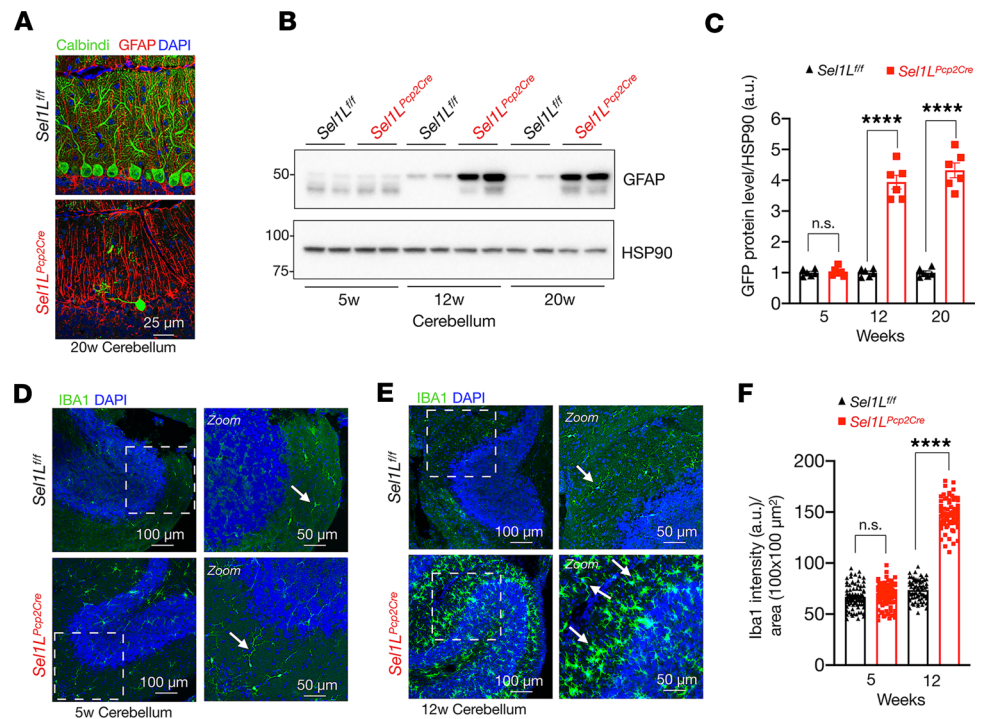 A
Calbindi GFAP DAPI
Sel1Lf/f
Sel1LPcp2Cre
25 µm
20w Cerebellum
B
Sel1Lf/f
Sel1LPcp2Cre
Sel1Lf/f
Sel1LPcp2Cre
Sel1Lf/f
Sel1LPcp2Cre
50
GFAP
100
75
HSP90
5w
12w
20w
Cerebellum
C
Sel1Lf/f
Sel1LPcp2Cre
GFP protein level/HSP90 (a.u.)
6
5
4
3
2
1
0
n.s.
****
****
5
12
20
Weeks
D
IBA1 DAPI
Sel1Lf/f
100 µm
Zoom
50 µm
Sel1LPcp2Cre
100 µm
Zoom
50 µm
5w Cerebellum
E
IBA1 DAPI
Sel1Lf/f
100 µm
Zoom
50 µm
Sel1LPcp2Cre
100 µm
Zoom
50 µm
12w Cerebellum
F
Sel1Lf/f
Sel1LPcp2Cre
Iba1 intensity (a.u.)/
area (100x100 µm²)
200
150
100
50
0
n.s.
****
5
12
Weeks